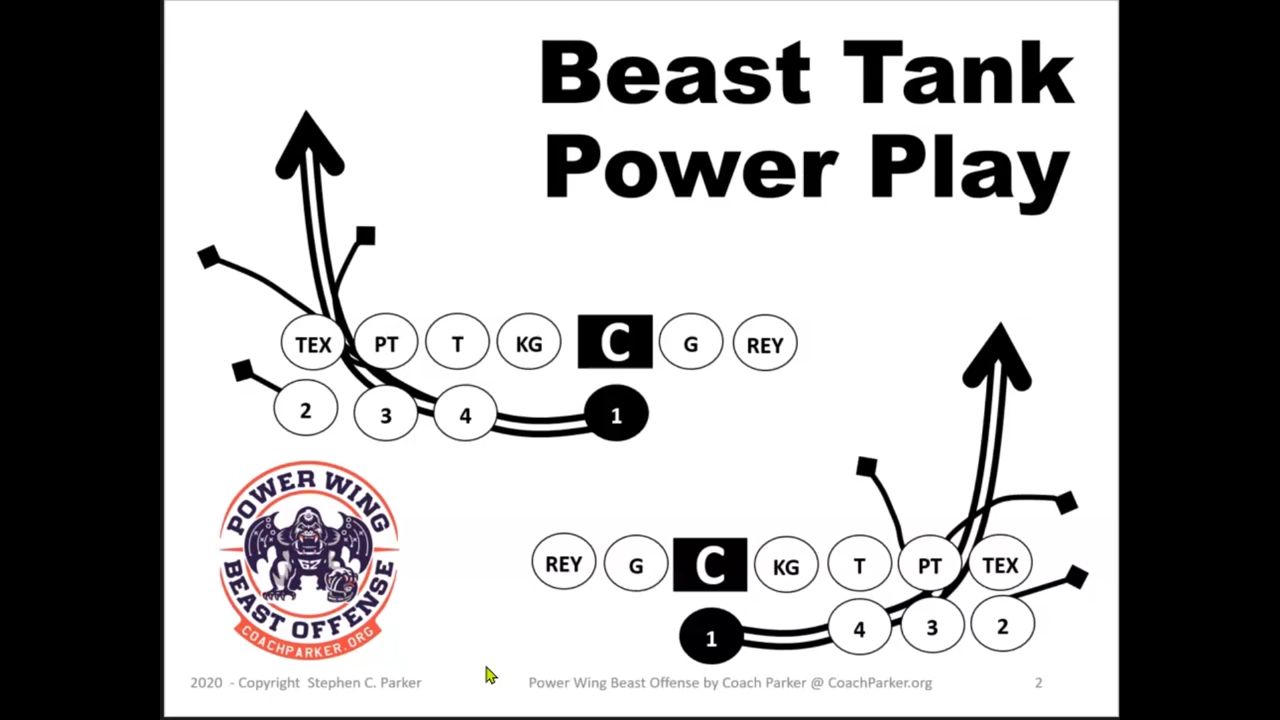 Beast Tank
Power Play
TEX PT T KG C G REY
2 3 4 1
POWER WING
GZ
BEAST OFFENSE
COACHPARKER.ORG
REY G C KG T PT TEX
1 4 3 2
2020 - Copyright Stephen C. Parker
Power Wing Beast Offense by Coach Parker @ CoachParker.org
2